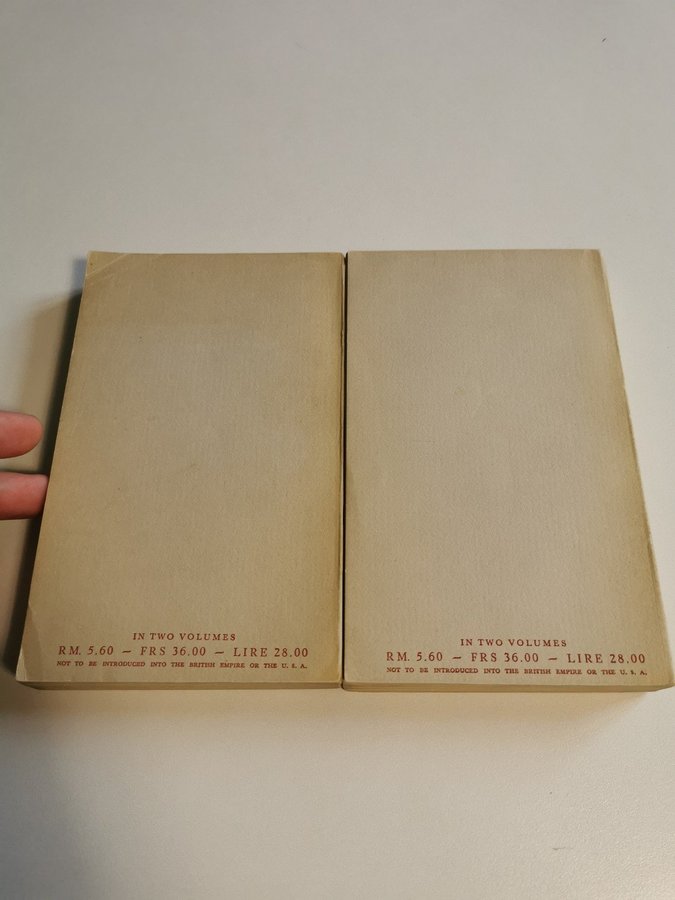 IN TWO VOLUMES
RM. 5.60 — FRS 36.00 — LIRE 28.00
NOT TO BE INTRODUCED INTO THE BRITISH EMPIRE OR THE U. S. A.
IN TWO VOLUMES
RM. 5.60 — FRS 36.00 — LIRE 28.00
NOT TO BE INTRODUCED INTO THE BRITISH EMPIRE OR THE U. S. A.